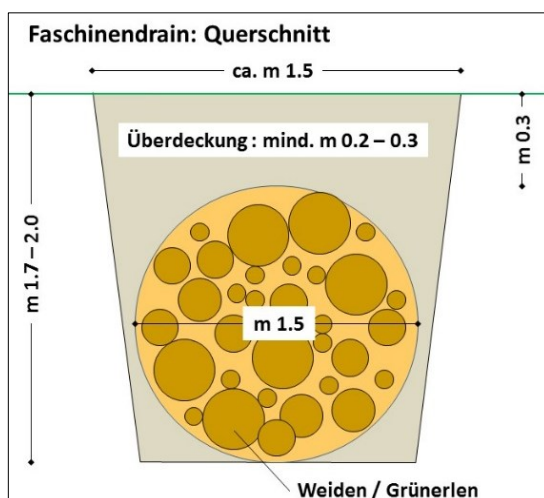 Faschinendrain: Querschnitt
ca. m 1.5
Überdeckung : mind. m 0.2 – 0.3
m 0.3
m 1.7 – 2.0
m 1.5
Weiden / Grünerlen